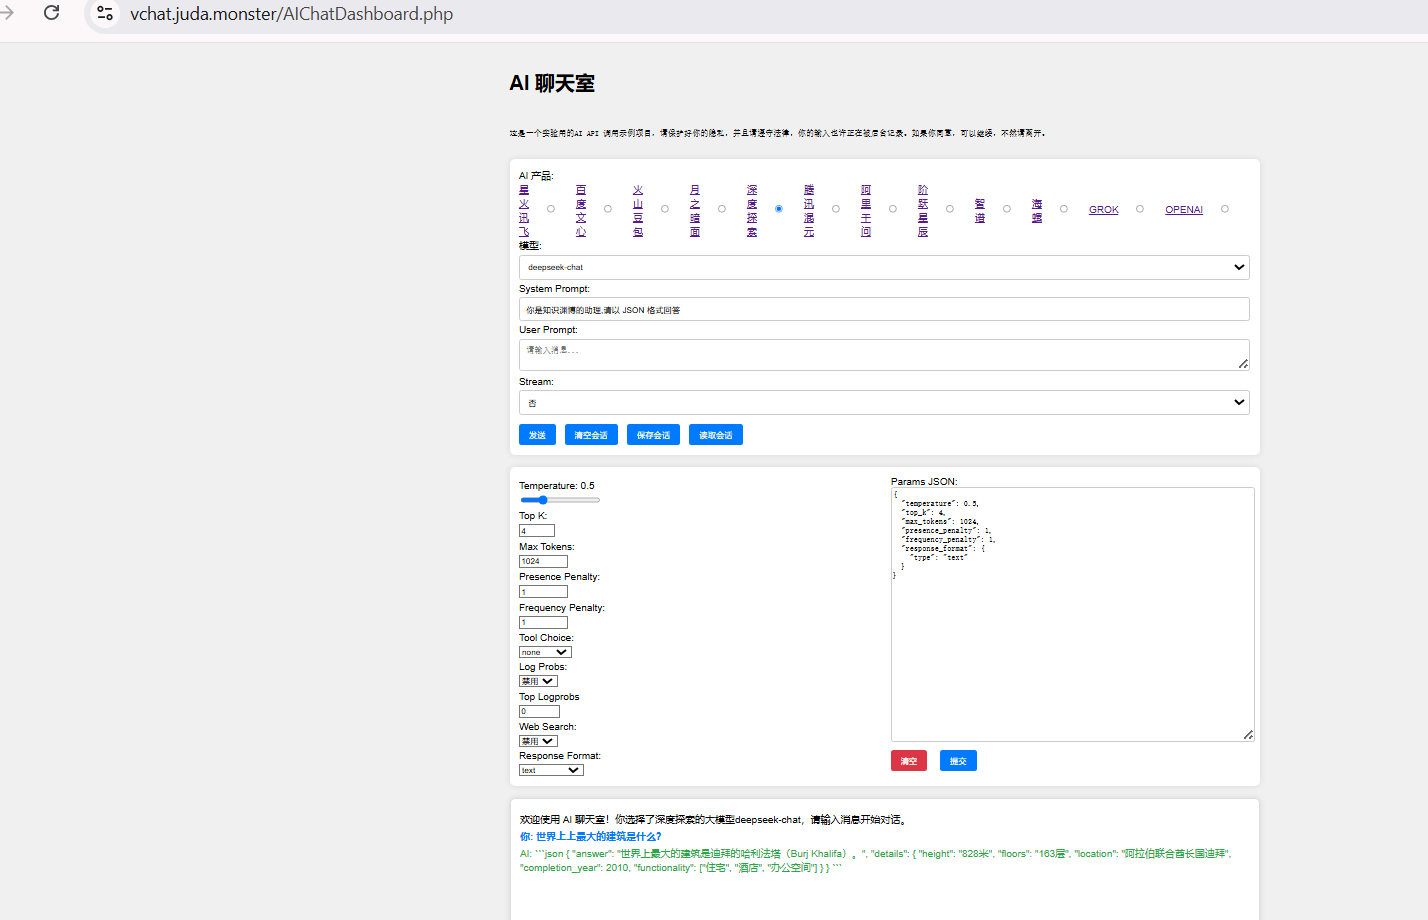 vchat.juda.monster/AIChatDashboard.php
AI 聊天室
这是一个实验用的AI API 调用示例项目，请保护好你的隐私，并且请遵守法律，你的输入也许正在被后台记录。如果你同意，可以继续，不然请离开。
AI 产品:
星火讯飞
百度文心
火山豆包
月之暗面
深度探索
腾讯混元
阿里千问
阶跃星辰
智谱
海螺
GROK
OPENAI
模型:
deepseek-chat
System Prompt:
你是知识渊博的助理,请以 JSON 格式回答
User Prompt:
请输入消息...
Stream:
否
发送 清空会话 保存会话 读取会话
Temperature: 0.5
Top K:
4
Max Tokens:
1024
Presence Penalty:
1
Frequency Penalty:
1
Tool Choice:
none
Log Probs:
禁用
Top Logprobs
0
Web Search:
禁用
Response Format:
text
Params JSON:
{
"temperature": 0.5,
"top_k": 4,
"max_tokens": 1024,
"presence_penalty": 1,
"frequency_penalty": 1,
"response_format": {
"type": "text"
}
}
清空 提交
欢迎使用 AI 聊天室！你选择了深度探索的大模型deepseek-chat，请输入消息开始对话。
你: 世界上上最大的建筑是什么?
AI: ```json { "answer": "世界上最大的建筑是迪拜的哈利法塔（Burj Khalifa）。", "details": { "height": "828米", "floors": "163层", "location": "阿拉伯联合酋长国迪拜",
"completion_year": 2010, "functionality": ["住宅", "酒店", "办公空间"] } } ```